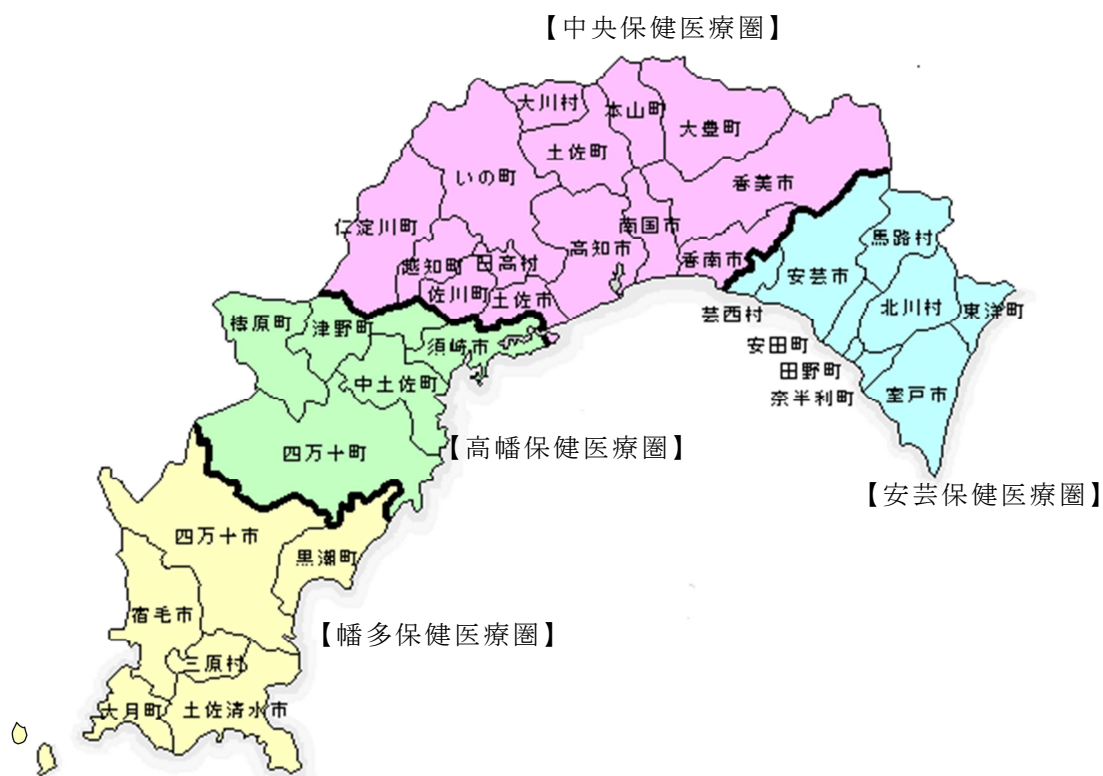 【中央保健医療圏】
大川村
本山町
大豊町
土佐町
いの町
香美市
仁淀川町
南国市
高知市
越知町
日高村
香南市
佐川町
土佐市
馬路村
安芸市
北川村
東洋町
芸西村
安田町
田野町
奈半利町
室戸市
【安芸保健医療圏】
梼原町
津野町
須崎市
中土佐町
四万十町
【高幡保健医療圏】
四万十市
黒潮町
宿毛市
【幡多保健医療圏】
三原村
大月町
土佐清水市